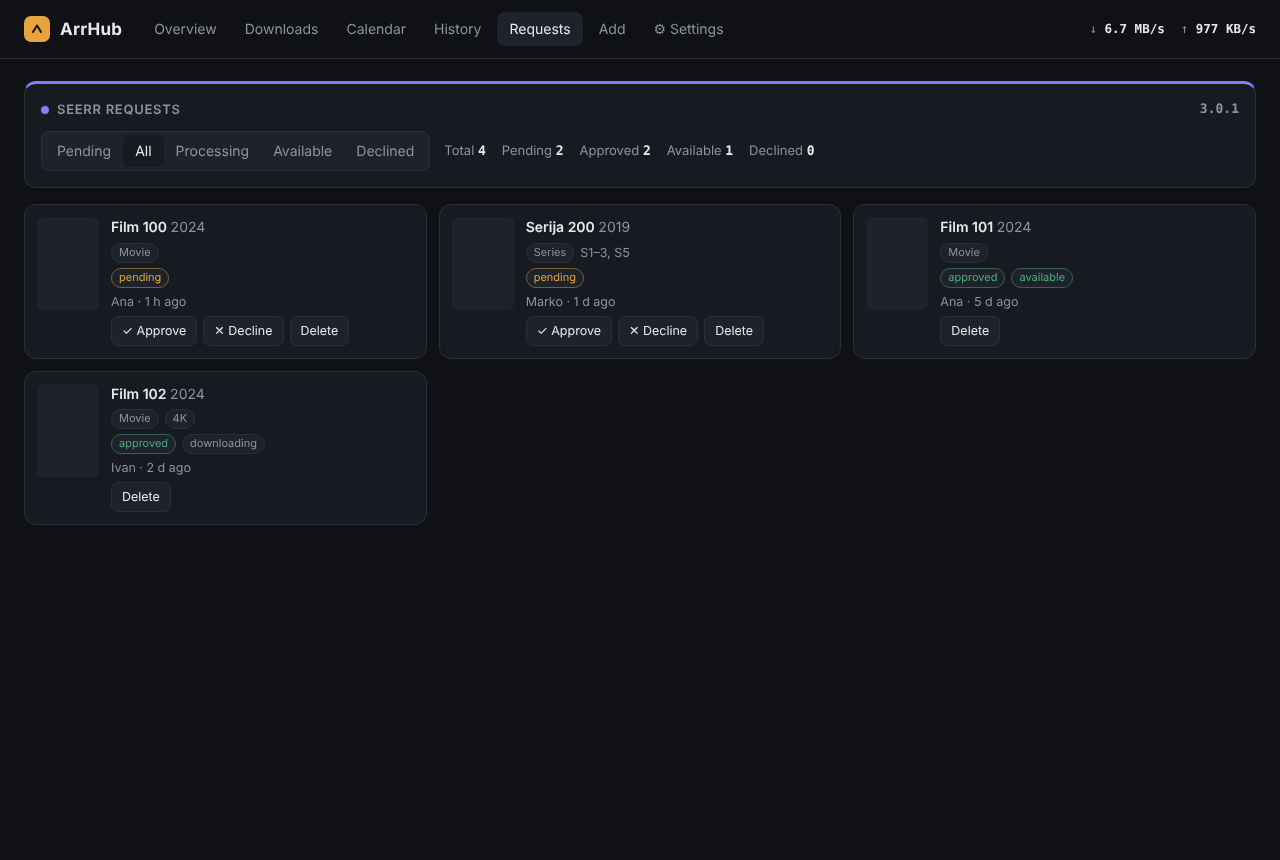 ArrHub Overview Downloads Calendar History Requests Add ⚙ Settings ↓ 6.7 MB/s ↑ 977 KB/s
SEERR REQUESTS 3.0.1
Pending All Processing Available Declined Total 4 Pending 2 Approved 2 Available 1 Declined 0
Film 100 2024
Movie
pending
Ana · 1 h ago
✓ Approve ✕ Decline Delete
Serija 200 2019
Series S1–3, S5
pending
Marko · 1 d ago
✓ Approve ✕ Decline Delete
Film 101 2024
Movie
approved available
Ana · 5 d ago
Delete
Film 102 2024
Movie 4K
approved downloading
Ivan · 2 d ago
Delete